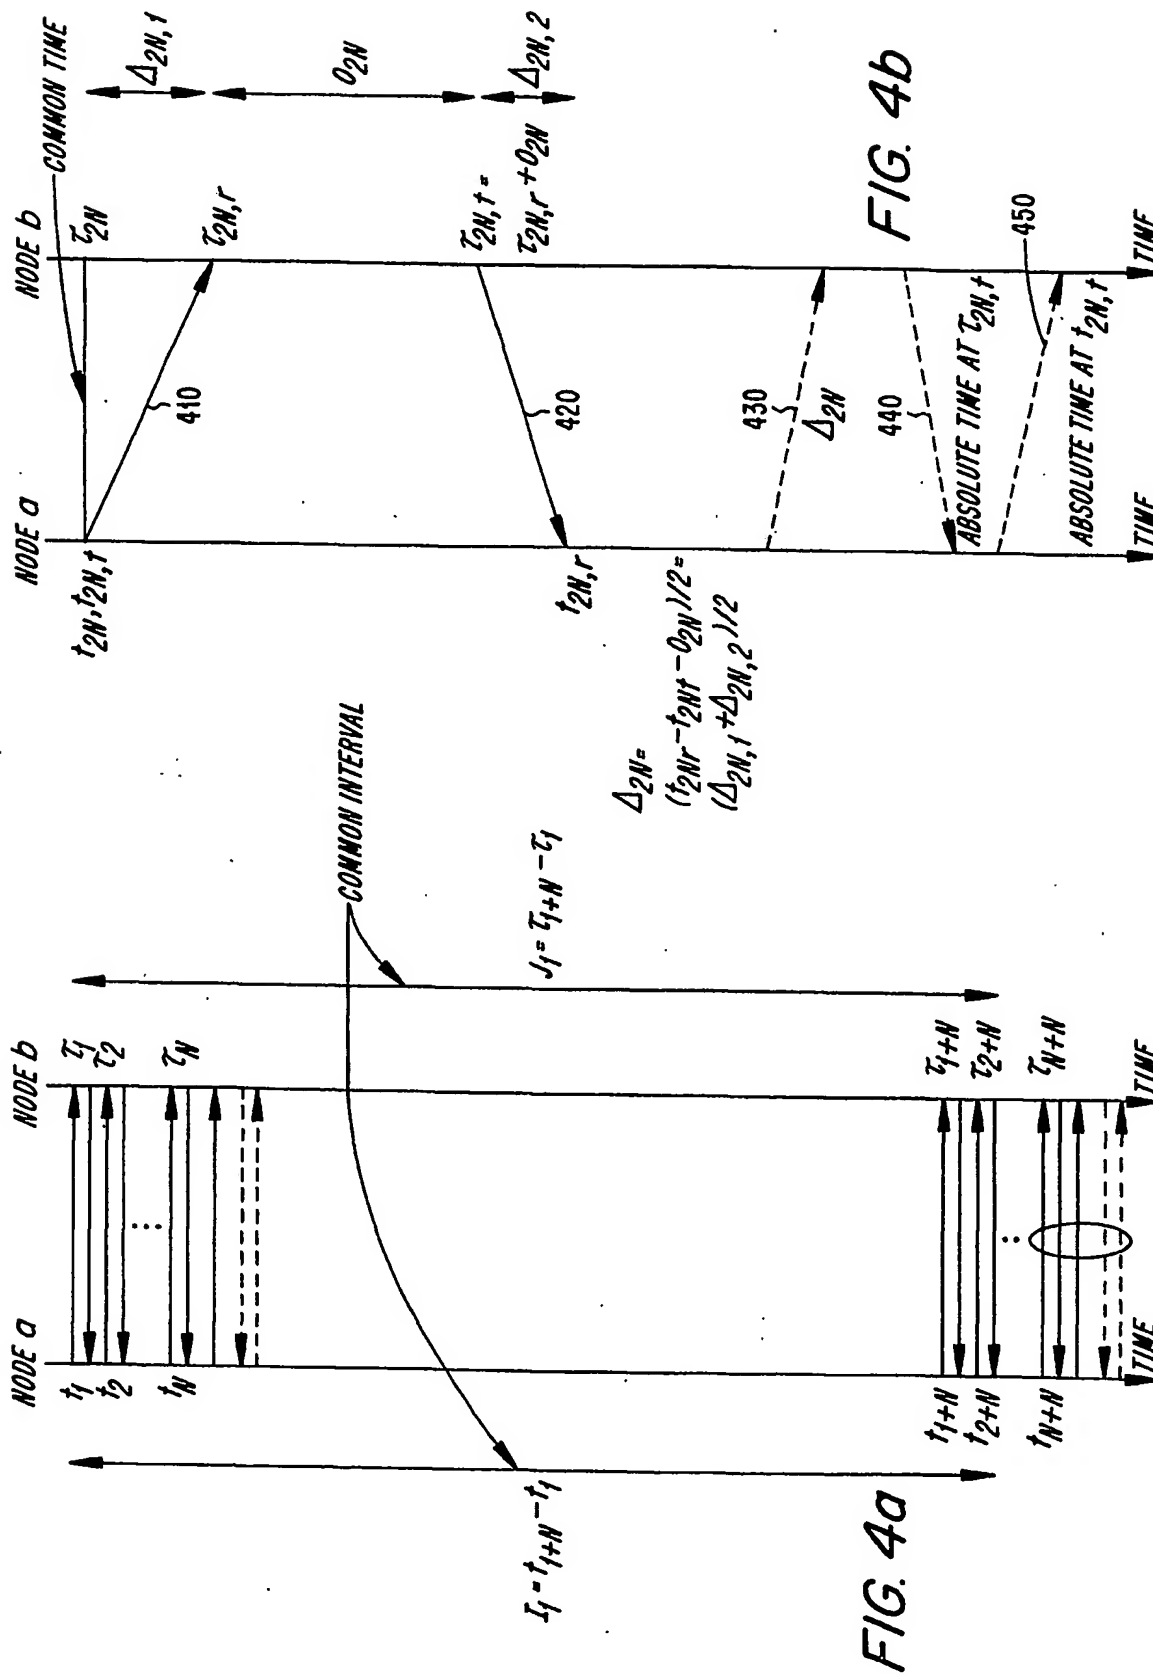 FIG. 4a
NODE a
NODE b
t1
t2
tN
τ1
τ2
τN
⋮
I1 = t1+N − t1
COMMON INTERVAL
J1 = τ1+N − τ1
t1+N
t2+N
tN+N
τ1+N
τ2+N
τN+N
TIME
TIME
FIG. 4b
NODE a
NODE b
COMMON TIME
t2N, t2N,t
τ2N
Δ2N,1
410
τ2N,r
O2N
420
τ2N,t =
τ2N,r + O2N
Δ2N,2
t2N,r
Δ2N =
(t2Nr − t2Nt − O2N)/2 =
(Δ2N,1 + Δ2N,2)/2
430
Δ2N
440
ABSOLUTE TIME AT τ2N,t
450
ABSOLUTE TIME AT t2N,t
TIME
TIME